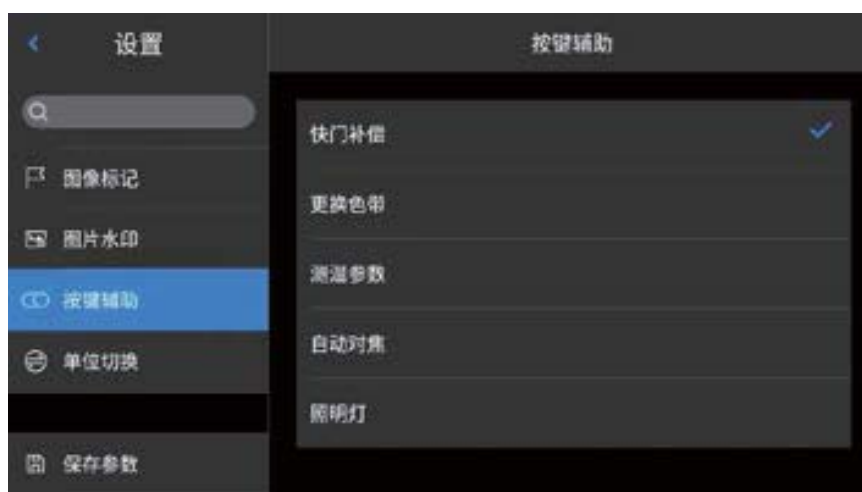 设置
图像标记
图片水印
按键辅助
单位切换
保存参数
按键辅助
快门补偿
更换色带
测温参数
自动对焦
照明灯